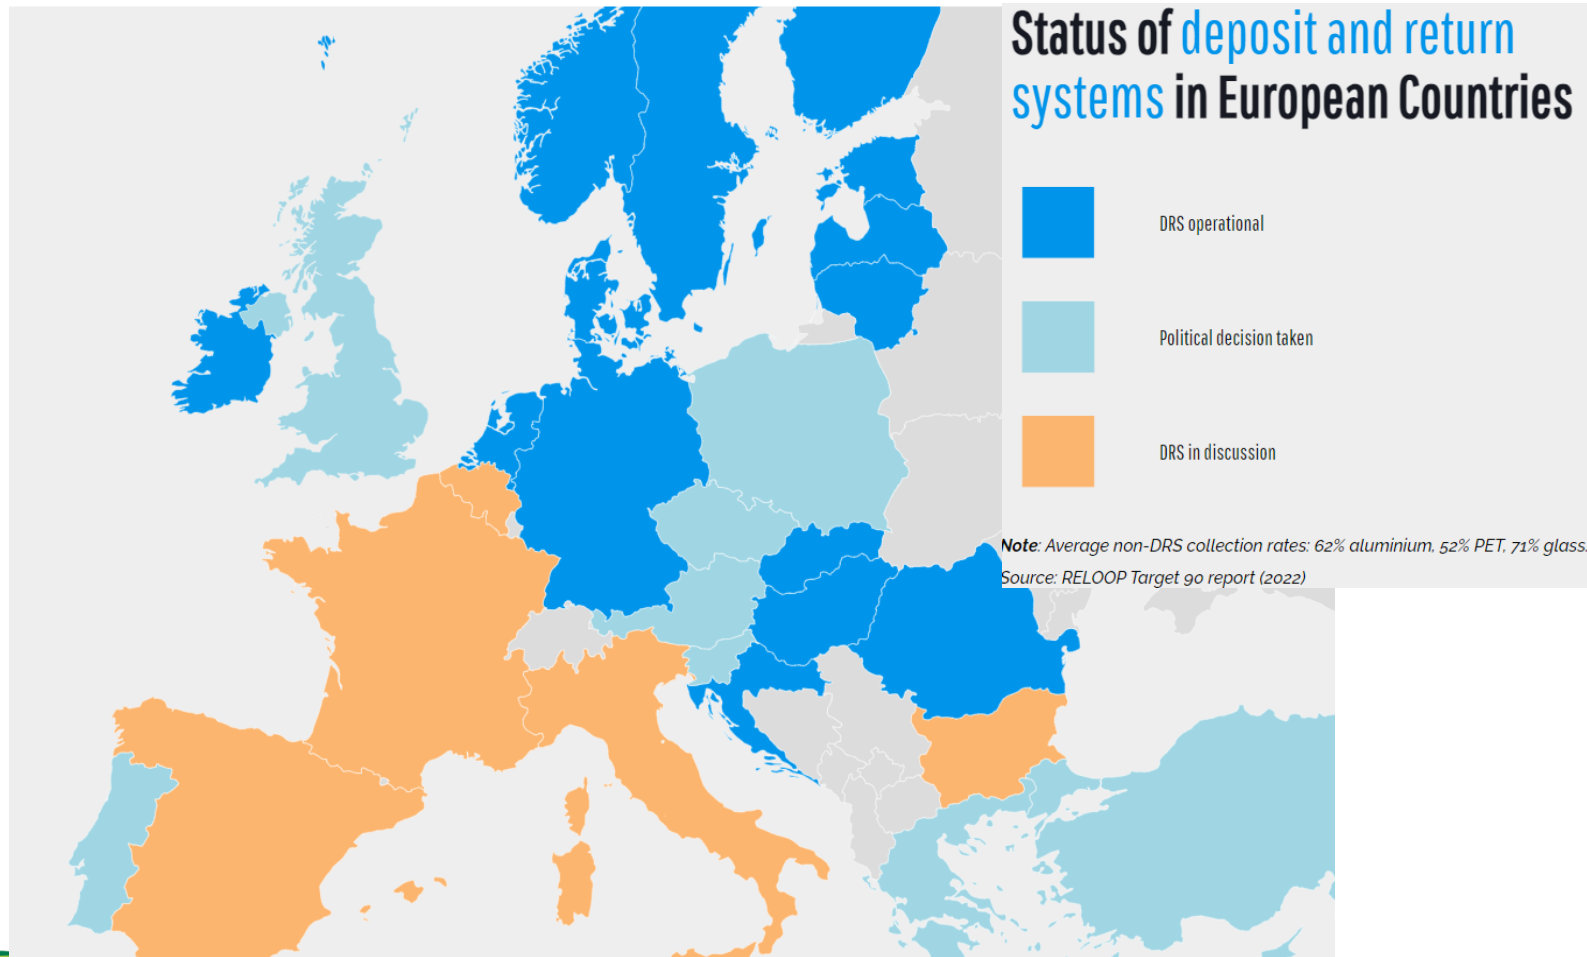 Status of deposit and return
systems in European Countries
DRS operational
Political decision taken
DRS in discussion
Note: Average non-DRS collection rates: 62% aluminium, 52% PET, 71% glass.
Source: RELOOP Target 90 report (2022)